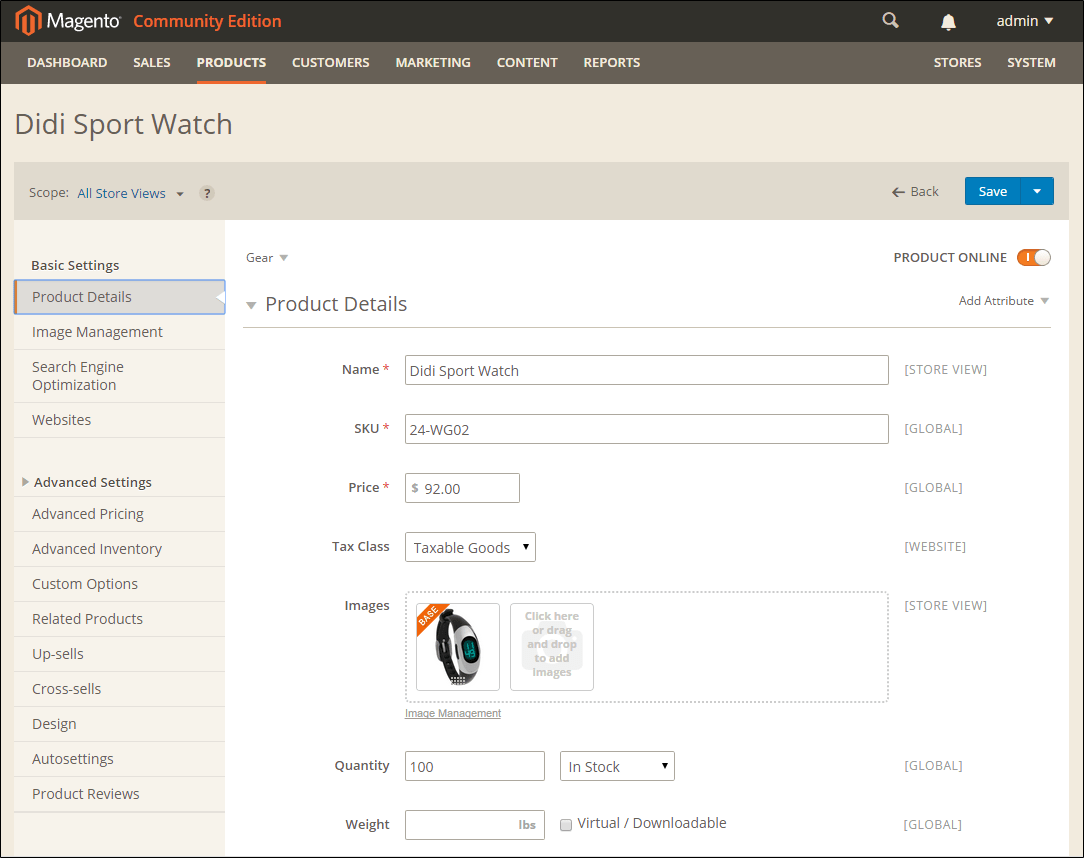 Magento Community Edition admin
DASHBOARD SALES PRODUCTS CUSTOMERS MARKETING CONTENT REPORTS STORES SYSTEM
Didi Sport Watch
Scope: All Store Views ? Back Save
Basic Settings
Product Details
Image Management
Search Engine
Optimization
Websites
Advanced Settings
Advanced Pricing
Advanced Inventory
Custom Options
Related Products
Up-sells
Cross-sells
Design
Autosettings
Product Reviews
Gear PRODUCT ONLINE
Product Details Add Attribute
Name * Didi Sport Watch [STORE VIEW]
SKU * 24-WG02 [GLOBAL]
Price * $ 92.00 [GLOBAL]
Tax Class Taxable Goods [WEBSITE]
Images [STORE VIEW]
BASE
Click here
or drag
and drop
to add
images
Image Management
Quantity 100 In Stock [GLOBAL]
Weight lbs Virtual / Downloadable [GLOBAL]